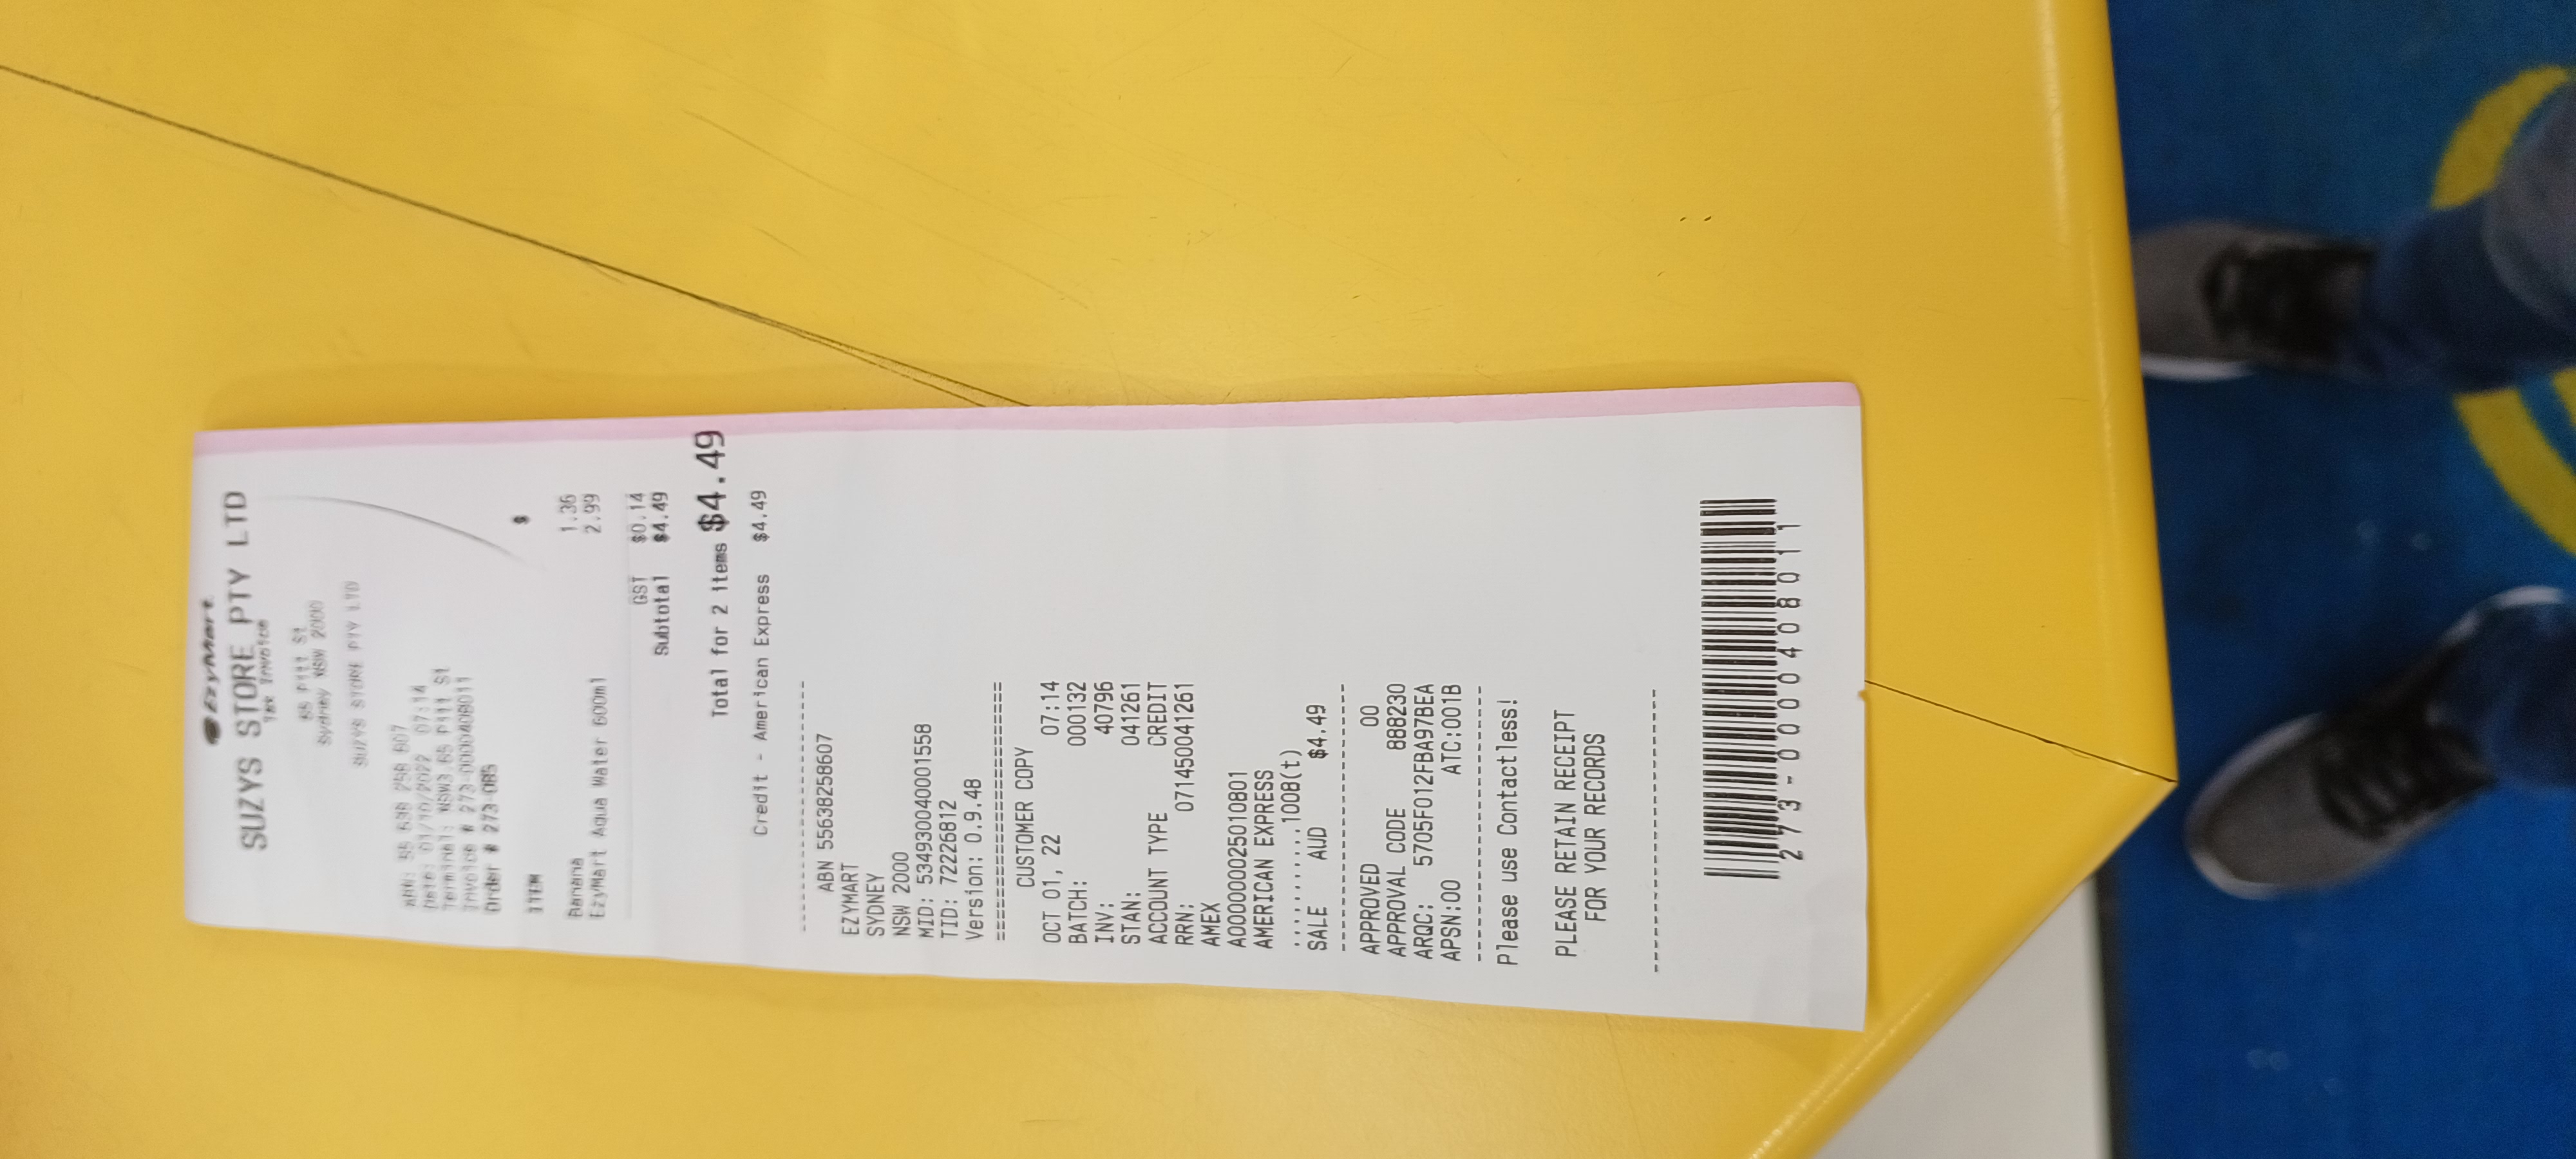 EzyMart
SUZYS STORE PTY LTD
Tax Invoice
65 Pitt St
Sydney NSW 2000
SUZYS STORE PTY LTD
ABN: 55 638 258 607
Date: 01/10/2022 07:14
Terminal: NSW3.65 Pitt St
Invoice # 273-0000408011
Order # 273-OBS
ITEM $
Banana 1.36
EzyMart Aqua Water 600ml 2.99
GST $0.14
Subtotal $4.49
Total for 2 Items $4.49
Credit - American Express $4.49
ABN 55638258607
EZYMART
SYDNEY
NSW 2000
MID: 53493004001558
TID: 72226812
Version: 0.9.48
CUSTOMER COPY
OCT 01, 22 07:14
BATCH: 000132
INV: 40796
STAN: 041261
ACCOUNT TYPE CREDIT
RRN: 071450041261
AMEX
A000000025010801
AMERICAN EXPRESS
...........1008(t)
SALE AUD $4.49
APPROVED 00
APPROVAL CODE 888230
ARQC: 5705F012FBA97BEA
APSN:00 ATC:001B
Please use Contactless!
PLEASE RETAIN RECEIPT
FOR YOUR RECORDS
273-0000408011